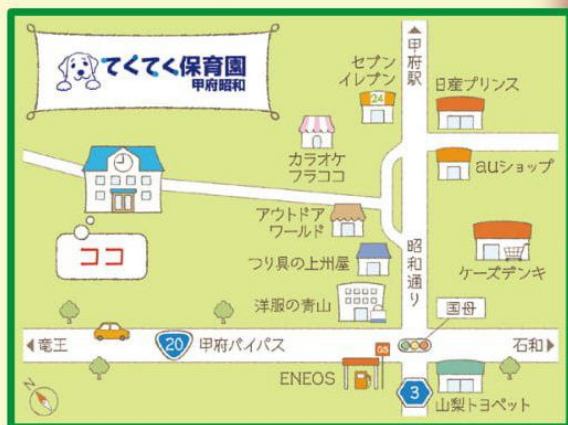 てくてく保育園
甲府昭和
セブン
イレブン
24
▲甲府駅
日産プリンス
カラオケ
フラココ
auショップ
アウトドア
ワールド
ココ
つり具の上州屋
昭和通り
ケーズデンキ
洋服の青山
国母
◀竜王
20
甲府バイパス
GS
石和▶
ENEOS
3
山梨トヨペット
N